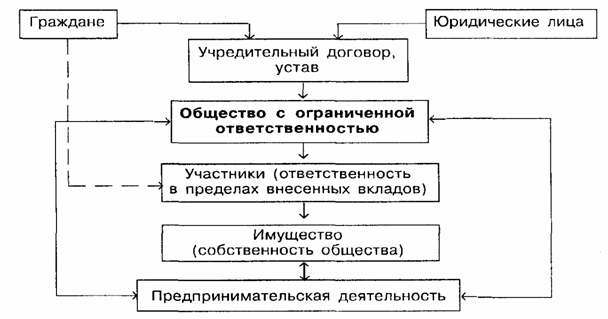 Граждане
Юридические лица
Учредительный договор,
устав
Общество с ограниченной
ответственностью
Участники (ответственность
в пределах внесенных вкладов)
Имущество
(собственность общества)
Предпринимательская деятельность